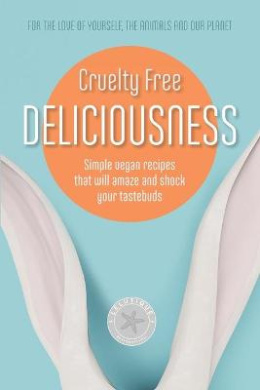 FOR THE LOVE OF YOURSELF, THE ANIMALS AND OUR PLANET
Cruelty Free
DELICIOUSNESS
Simple vegan recipes
that will amaze and shock
your tastebuds